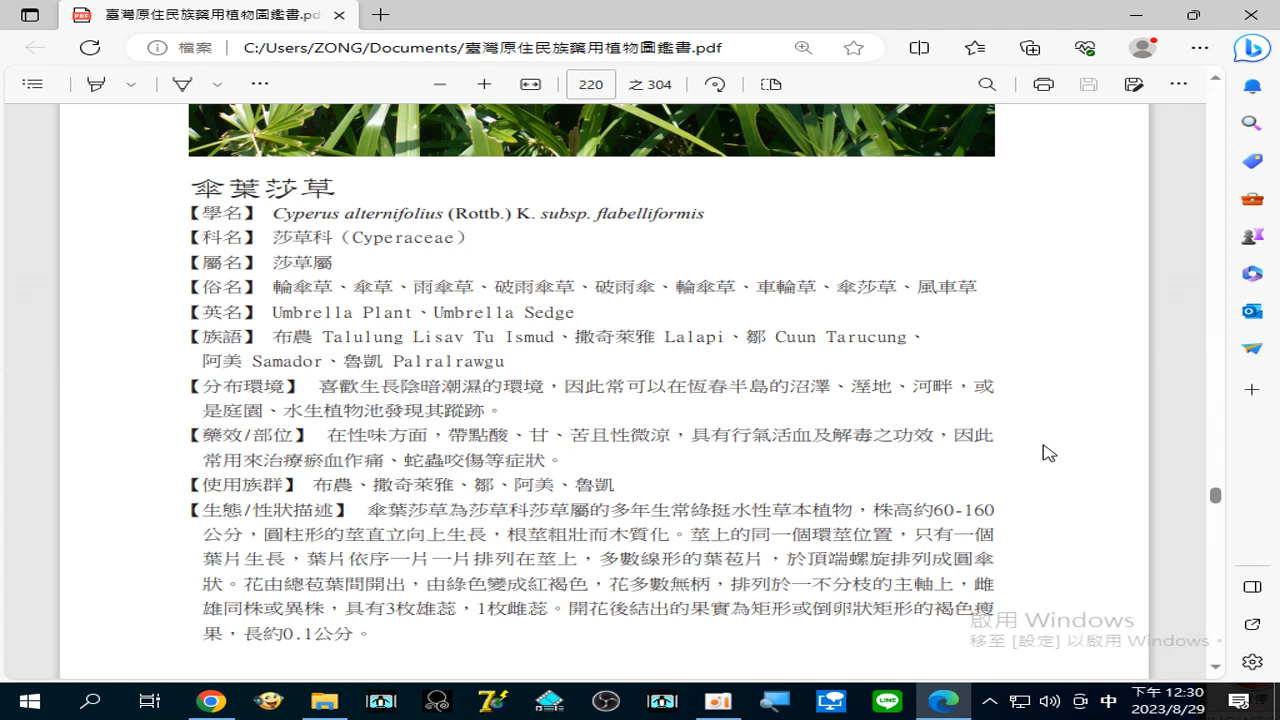 臺灣原住民族藥用植物圖鑑書.pdf
檔案 C:/Users/ZONG/Documents/臺灣原住民族藥用植物圖鑑書.pdf
220 之 304
傘葉莎草
【學名】 Cyperus alternifolius (Rottb.) K. subsp. flabelliformis
【科名】 莎草科（Cyperaceae）
【屬名】 莎草屬
【俗名】 輪傘草、傘草、雨傘草、破雨傘草、破雨傘、輪傘草、車輪草、傘莎草、風車草
【英名】 Umbrella Plant、Umbrella Sedge
【族語】 布農 Talulung Lisav Tu Ismud、撒奇萊雅 Lalapi、鄒 Cuun Tarucung、
阿美 Samador、魯凱 Palralrawgu
【分布環境】 喜歡生長陰暗潮濕的環境，因此常可以在恆春半島的沼澤、溼地、河畔，或
是庭園、水生植物池發現其蹤跡。
【藥效/部位】 在性味方面，帶點酸、甘、苦且性微涼，具有行氣活血及解毒之功效，因此
常用來治療瘀血作痛、蛇蟲咬傷等症狀。
【使用族群】 布農、撒奇萊雅、鄒、阿美、魯凱
【生態/性狀描述】 傘葉莎草為莎草科莎草屬的多年生常綠挺水性草本植物，株高約60-160
公分，圓柱形的莖直立向上生長，根莖粗壯而木質化。莖上的同一個環莖位置，只有一個
葉片生長，葉片依序一片一片排列在莖上，多數線形的葉苞片，於頂端螺旋排列成圓傘
狀。花由總苞葉間開出，由綠色變成紅褐色，花多數無柄，排列於一不分枝的主軸上，雌
雄同株或異株，具有3枚雄蕊，1枚雌蕊。開花後結出的果實為矩形或倒卵狀矩形的褐色瘦
果，長約0.1公分。
啟用 Windows
移至 [設定] 以啟用 Windows。
中
下午 12:30
2023/8/29